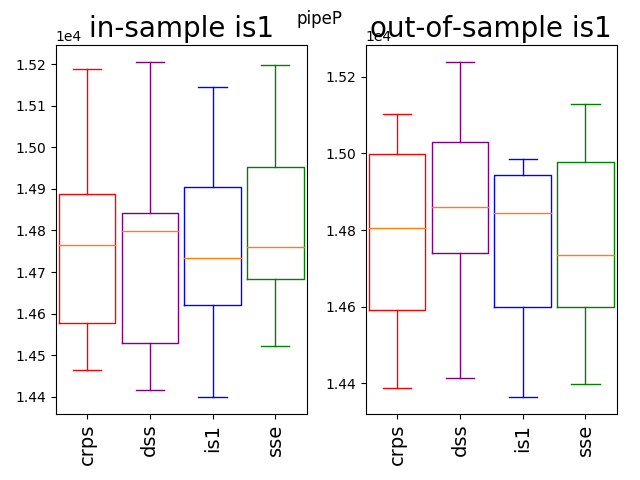 pipeP
in-sample is1
out-of-sample is1
1e4
1e4
1.52
1.51
1.50
1.49
1.48
1.47
1.46
1.45
1.44
1.52
1.50
1.48
1.46
1.44
crps
dss
is1
sse
crps
dss
is1
sse